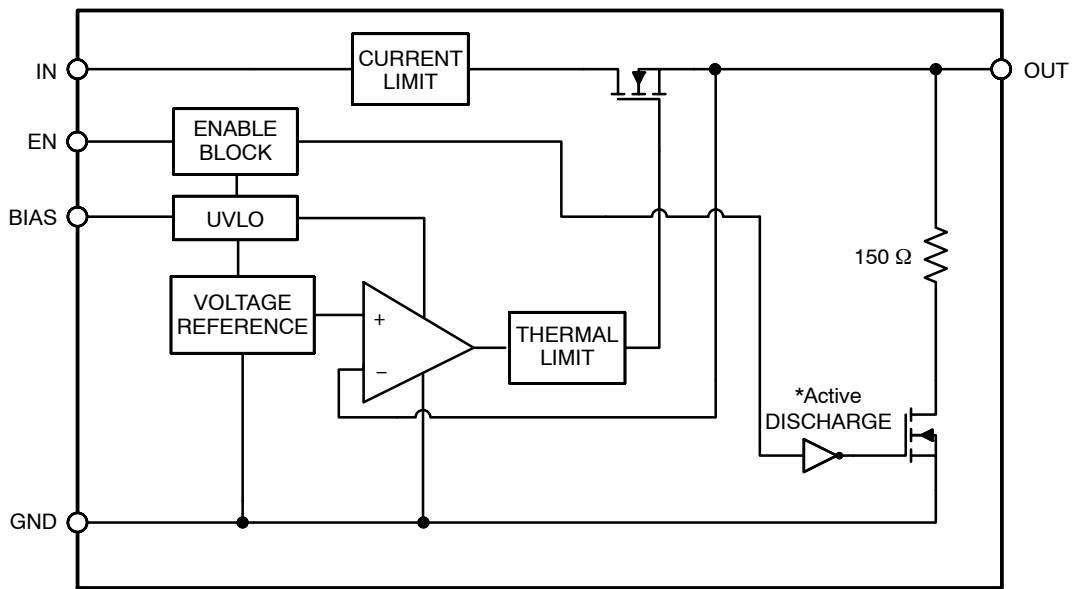 IN
CURRENT
LIMIT
OUT
EN
ENABLE
BLOCK
BIAS
UVLO
150 Ω
VOLTAGE
REFERENCE
+
−
THERMAL
LIMIT
*Active
DISCHARGE
GND